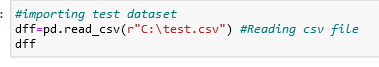 :
#importing test dataset
dff=pd.read_csv(r"C:\test.csv") #Reading csv file
dff